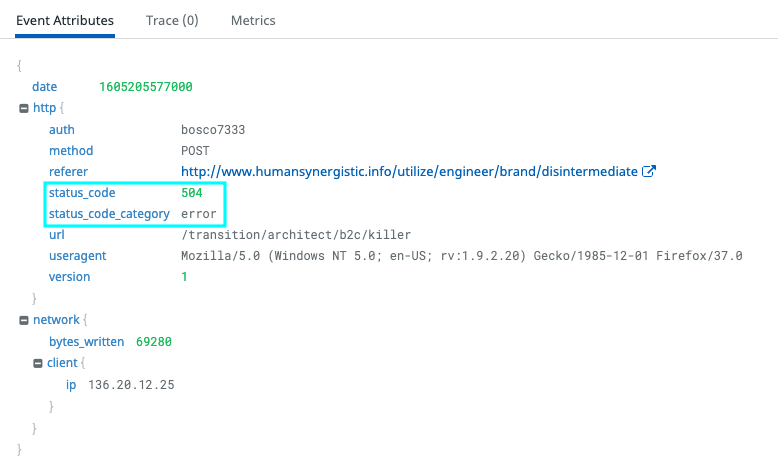 Event Attributes Trace (0) Metrics
{
date 1605205577000
http {
auth bosco7333
method POST
referer http://www.humansynergistic.info/utilize/engineer/brand/disintermediate
status_code 504
status_code_category error
url /transition/architect/b2c/killer
useragent Mozilla/5.0 (Windows NT 5.0; en-US; rv:1.9.2.20) Gecko/1985-12-01 Firefox/37.0
version 1
}
network {
bytes_written 69280
client {
ip 136.20.12.25
}
}
}